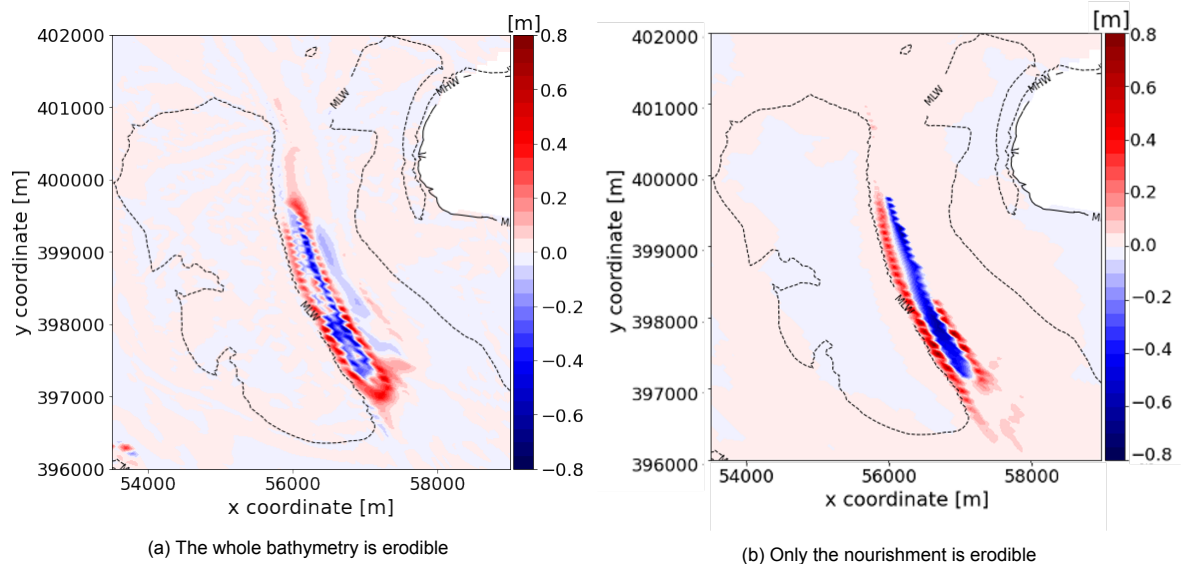 [m]
0.8
0.6
0.4
0.2
0.0
−0.2
−0.4
−0.6
−0.8
402000
401000
400000
399000
398000
397000
396000
y coordinate [m]
MLW
MHW
MLW
54000
56000
58000
x coordinate [m]
(a) The whole bathymetry is erodible
[m]
0.8
0.6
0.4
0.2
0.0
−0.2
−0.4
−0.6
−0.8
402000
401000
400000
399000
398000
397000
396000
y coordinate [m]
MLW
MHW
MLW
54000
56000
58000
x coordinate [m]
(b) Only the nourishment is erodible